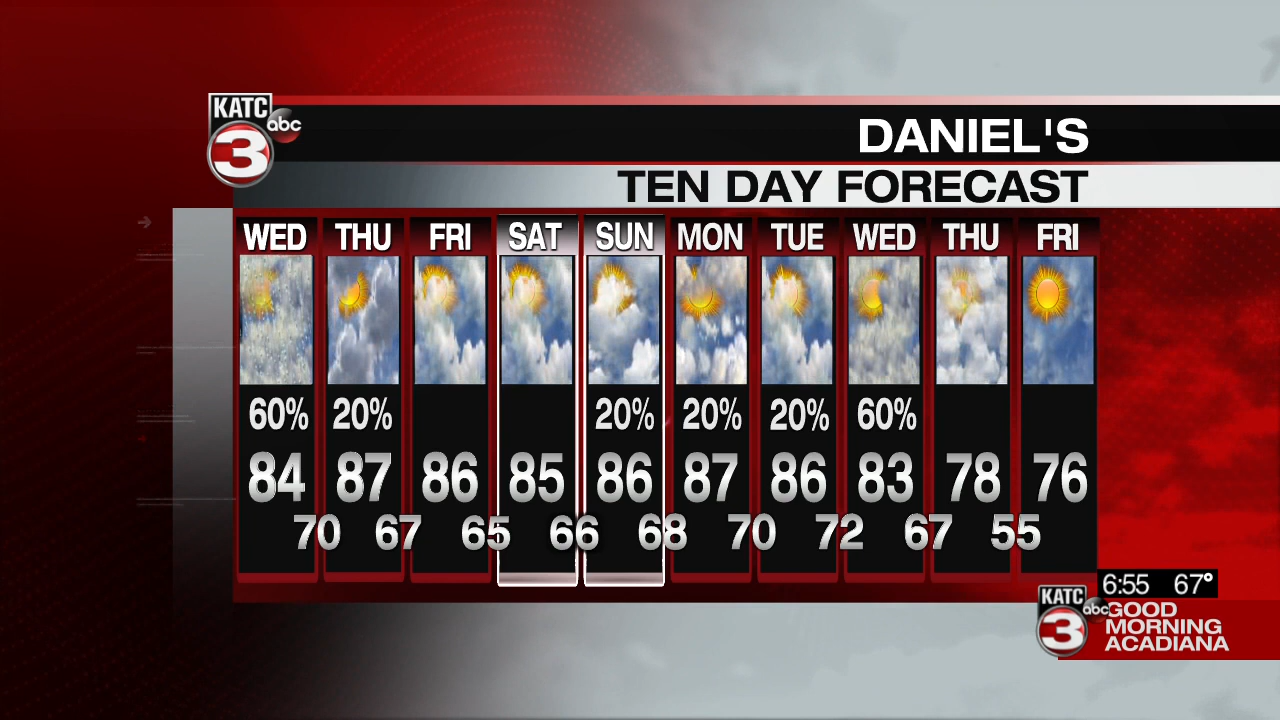 KATC
abc
3
DANIEL'S
TEN DAY FORECAST
WED THU FRI SAT SUN MON TUE WED THU FRI
60% 20% 20% 20% 20% 60%
84 87 86 85 86 87 86 83 78 76
70 67 65 66 68 70 72 67 55
6:55 67°
KATC
abc
3
GOOD
MORNING
ACADIANA